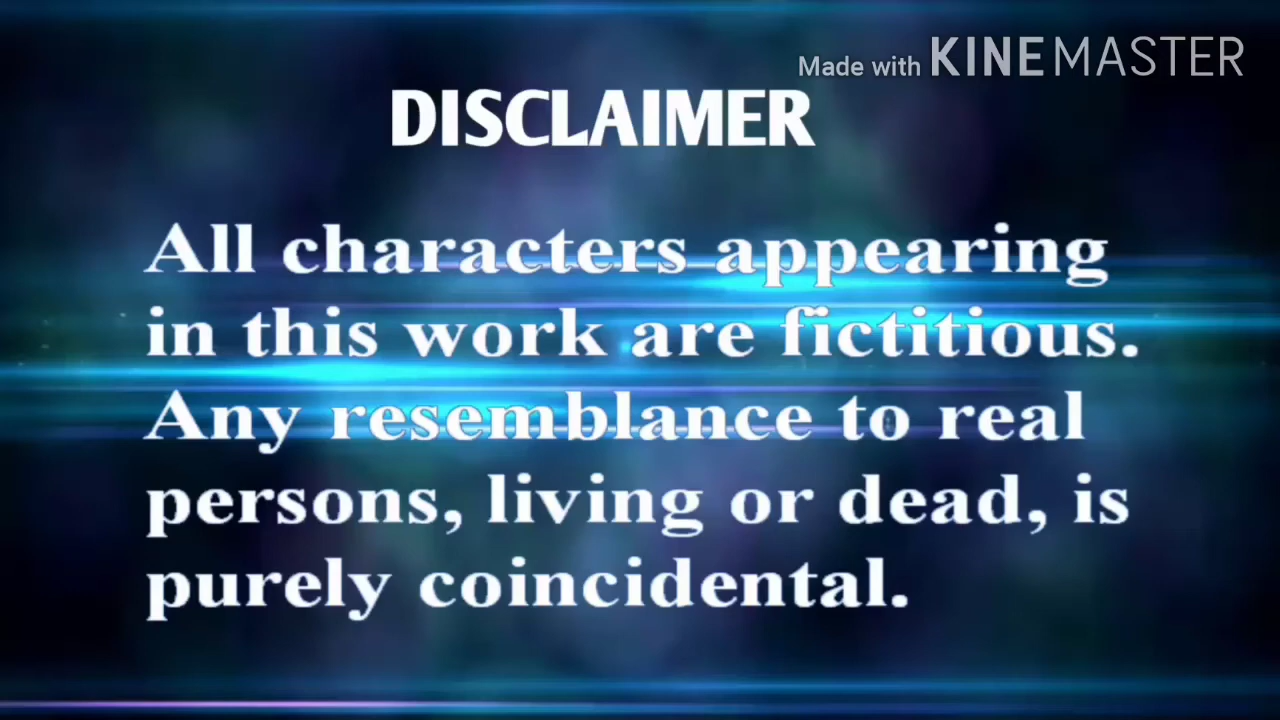 Made with KINEMASTER
DISCLAIMER
All characters appearing
in this work are fictitious.
Any resemblance to real
persons, living or dead, is
purely coincidental.